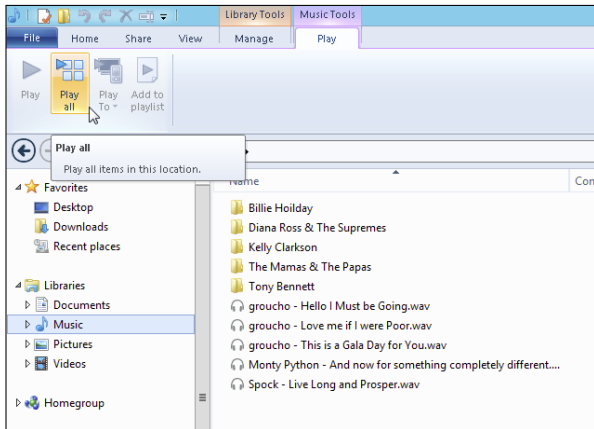 Library Tools Music Tools
File Home Share View Manage Play
Play Play all Play To Add to playlist
Play all
Play all items in this location.
Name
Favorites
Desktop
Downloads
Recent places
Libraries
Documents
Music
Pictures
Videos
Homegroup
Billie Hoilday
Diana Ross & The Supremes
Kelly Clarkson
The Mamas & The Papas
Tony Bennett
groucho - Hello I Must be Going.wav
groucho - Love me if I were Poor.wav
groucho - This is a Gala Day for You.wav
Monty Python - And now for something completely different....
Spock - Live Long and Prosper.wav